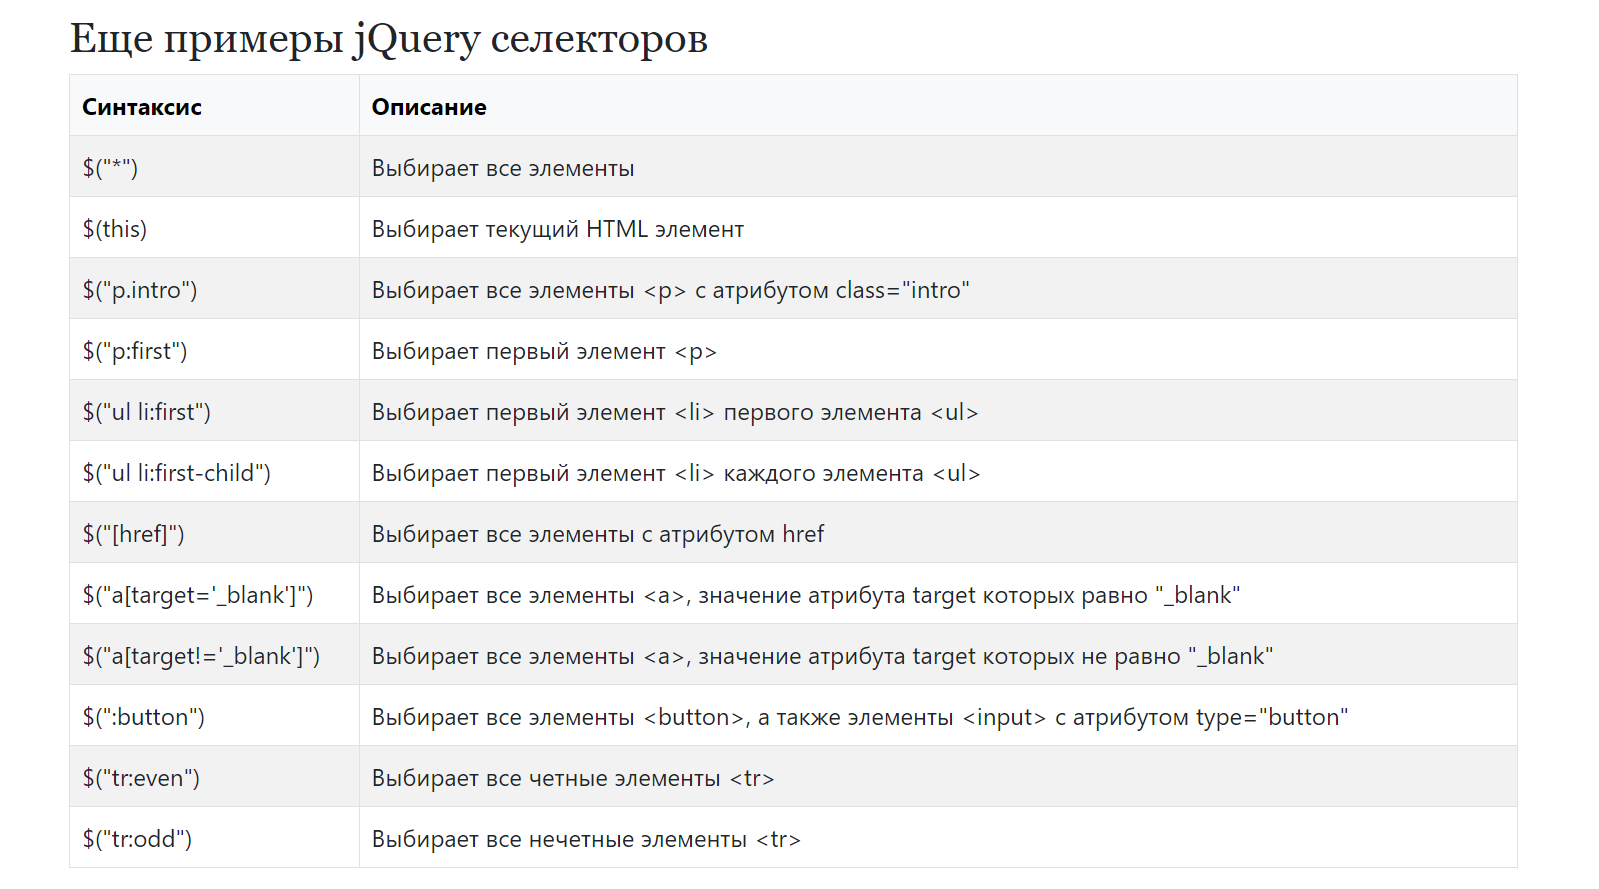 Еще примеры jQuery селекторов
Синтаксис Описание
$("*") Выбирает все элементы
$(this) Выбирает текущий HTML элемент
$("p.intro") Выбирает все элементы <p> с атрибутом class="intro"
$("p:first") Выбирает первый элемент <p>
$("ul li:first") Выбирает первый элемент <li> первого элемента <ul>
$("ul li:first-child") Выбирает первый элемент <li> каждого элемента <ul>
$("[href]") Выбирает все элементы с атрибутом href
$("a[target='_blank']") Выбирает все элементы <a>, значение атрибута target которых равно "_blank"
$("a[target!='_blank']") Выбирает все элементы <a>, значение атрибута target которых не равно "_blank"
$(":button") Выбирает все элементы <button>, а также элементы <input> с атрибутом type="button"
$("tr:even") Выбирает все четные элементы <tr>
$("tr:odd") Выбирает все нечетные элементы <tr>